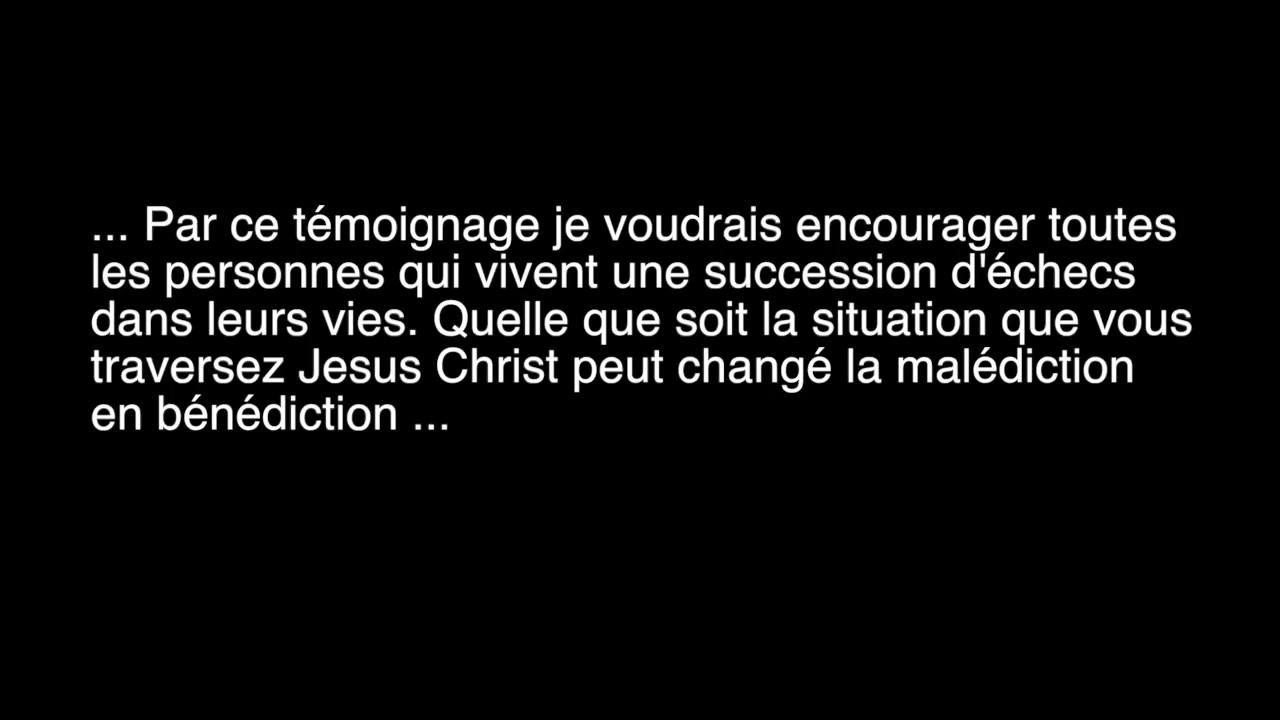 ... Par ce témoignage je voudrais encourager toutes
les personnes qui vivent une succession d'échecs
dans leurs vies. Quelle que soit la situation que vous
traversez Jesus Christ peut changé la malédiction
en bénédiction ...